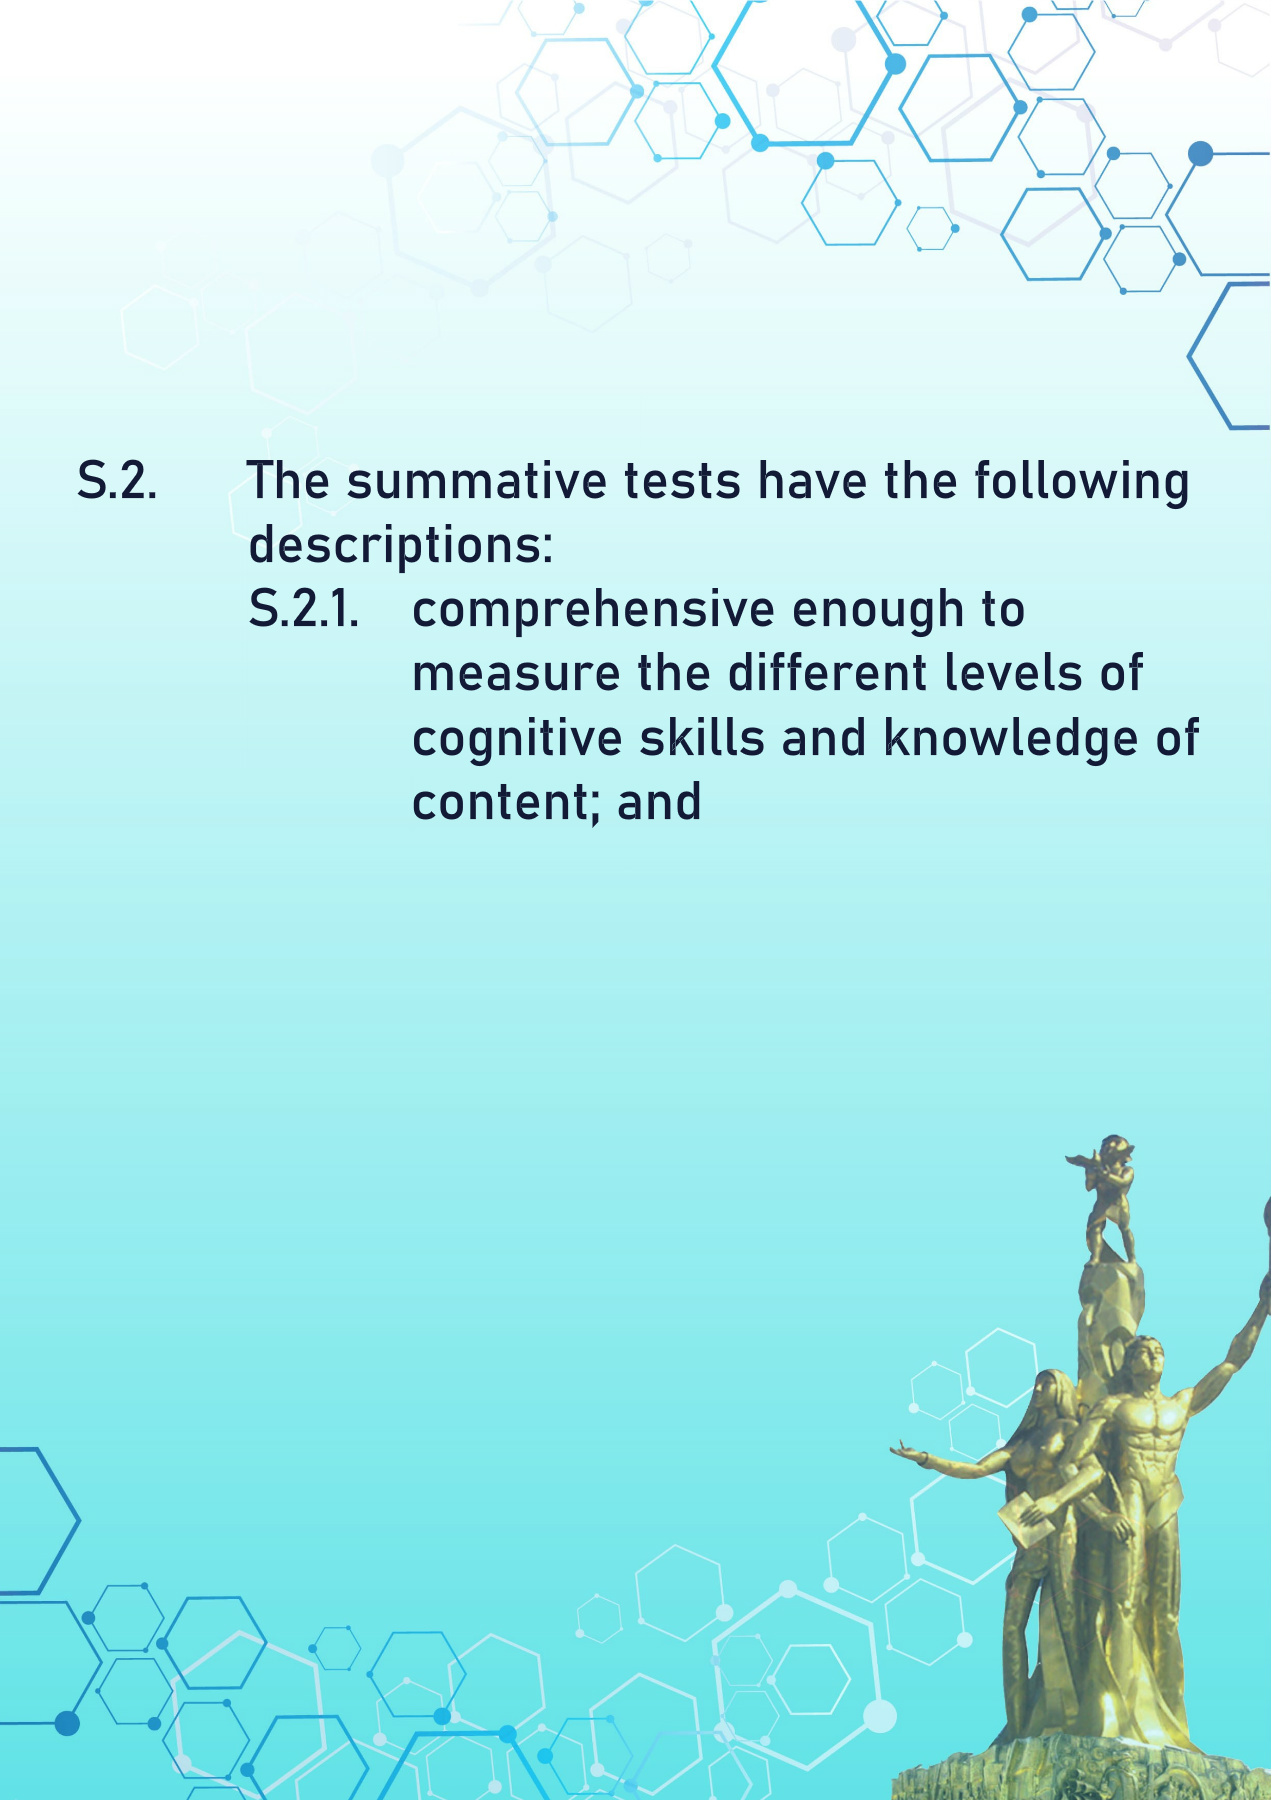 S.2. The summative tests have the following
descriptions:
S.2.1. comprehensive enough to
measure the different levels of
cognitive skills and knowledge of
content; and